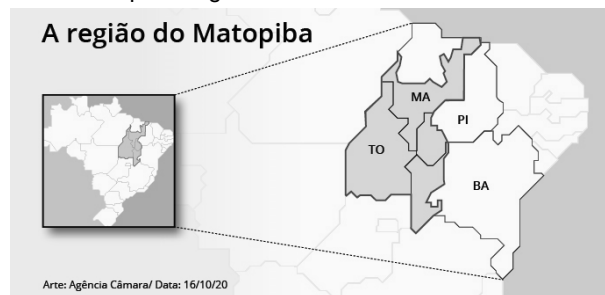 A região do Matopiba
MA
PI
TO
BA
Arte: Agência Câmara/ Data: 16/10/20